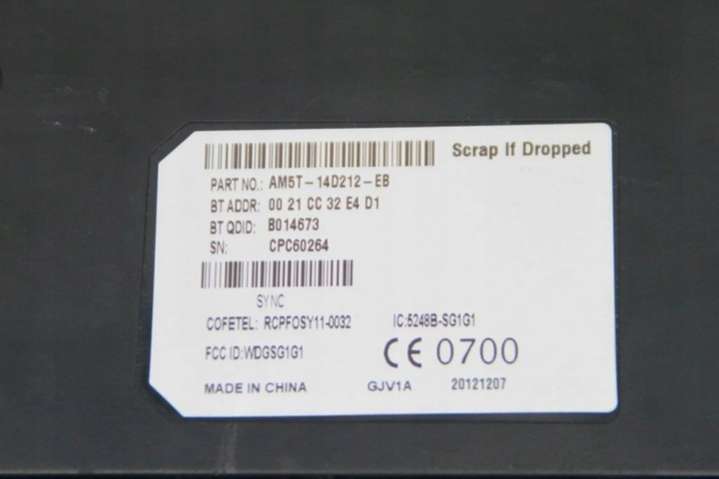 Scrap If Dropped
PART NO.: AM5T-14D212-EB
BT ADDR: 00 21 CC 32 E4 D1
BT QDID: B014673
SN: CPC60264
SYNC
COFETEL: RCPFOSY11-0032 IC:5248B-SG1G1
FCC ID:WDGSG1G1 CE 0700
MADE IN CHINA GJV1A 20121207